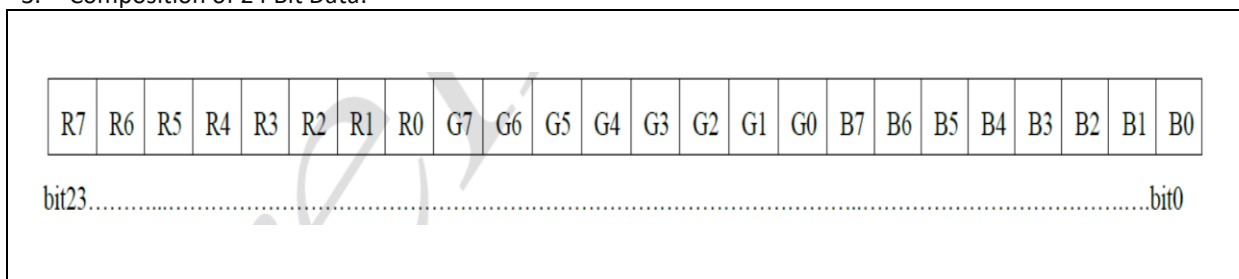 Composition of 24 Bit Data:
R7 R6 R5 R4 R3 R2 R1 R0 G7 G6 G5 G4 G3 G2 G1 G0 B7 B6 B5 B4 B3 B2 B1 B0
bit23.......................................................................................................bit0